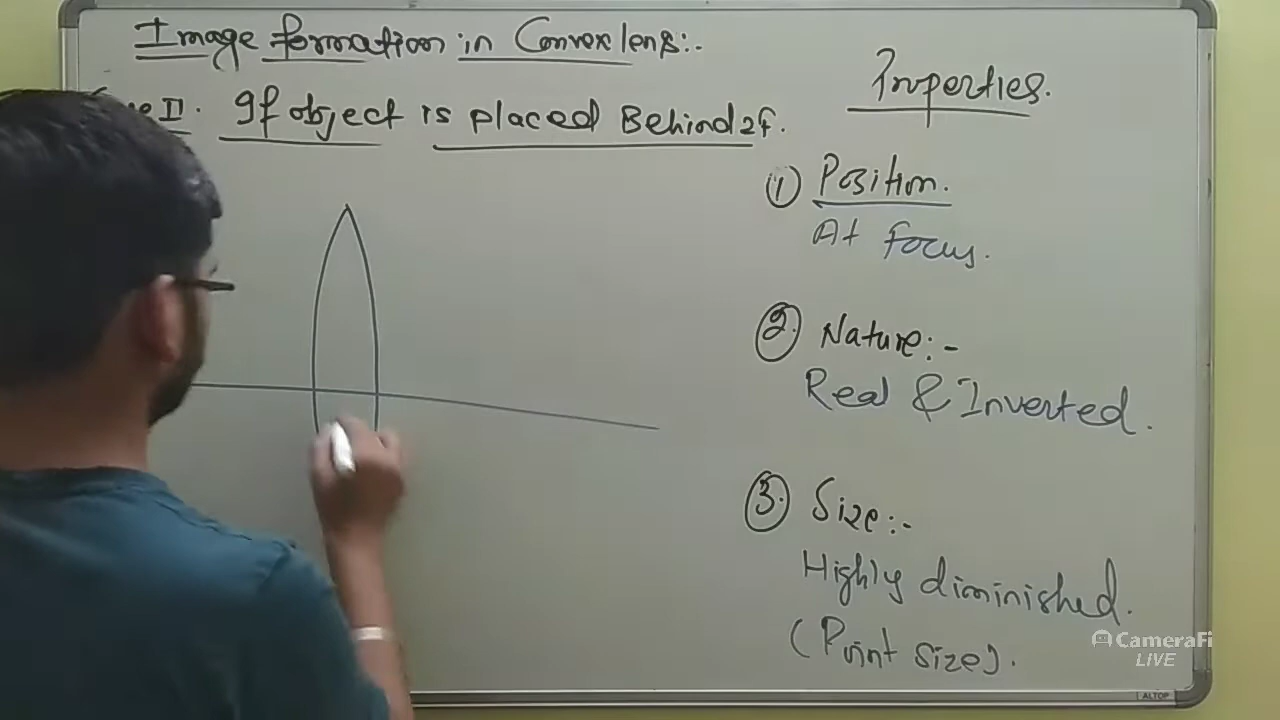 Image formation in Convex lens:-
Case II. If object is placed Behind 2F.
Properties.
(1) Position.
At focus.
(2) Nature:-
Real & Inverted.
(3) Size:-
Highly diminished.
(Point size).
CameraFi
LIVE
ALTOP